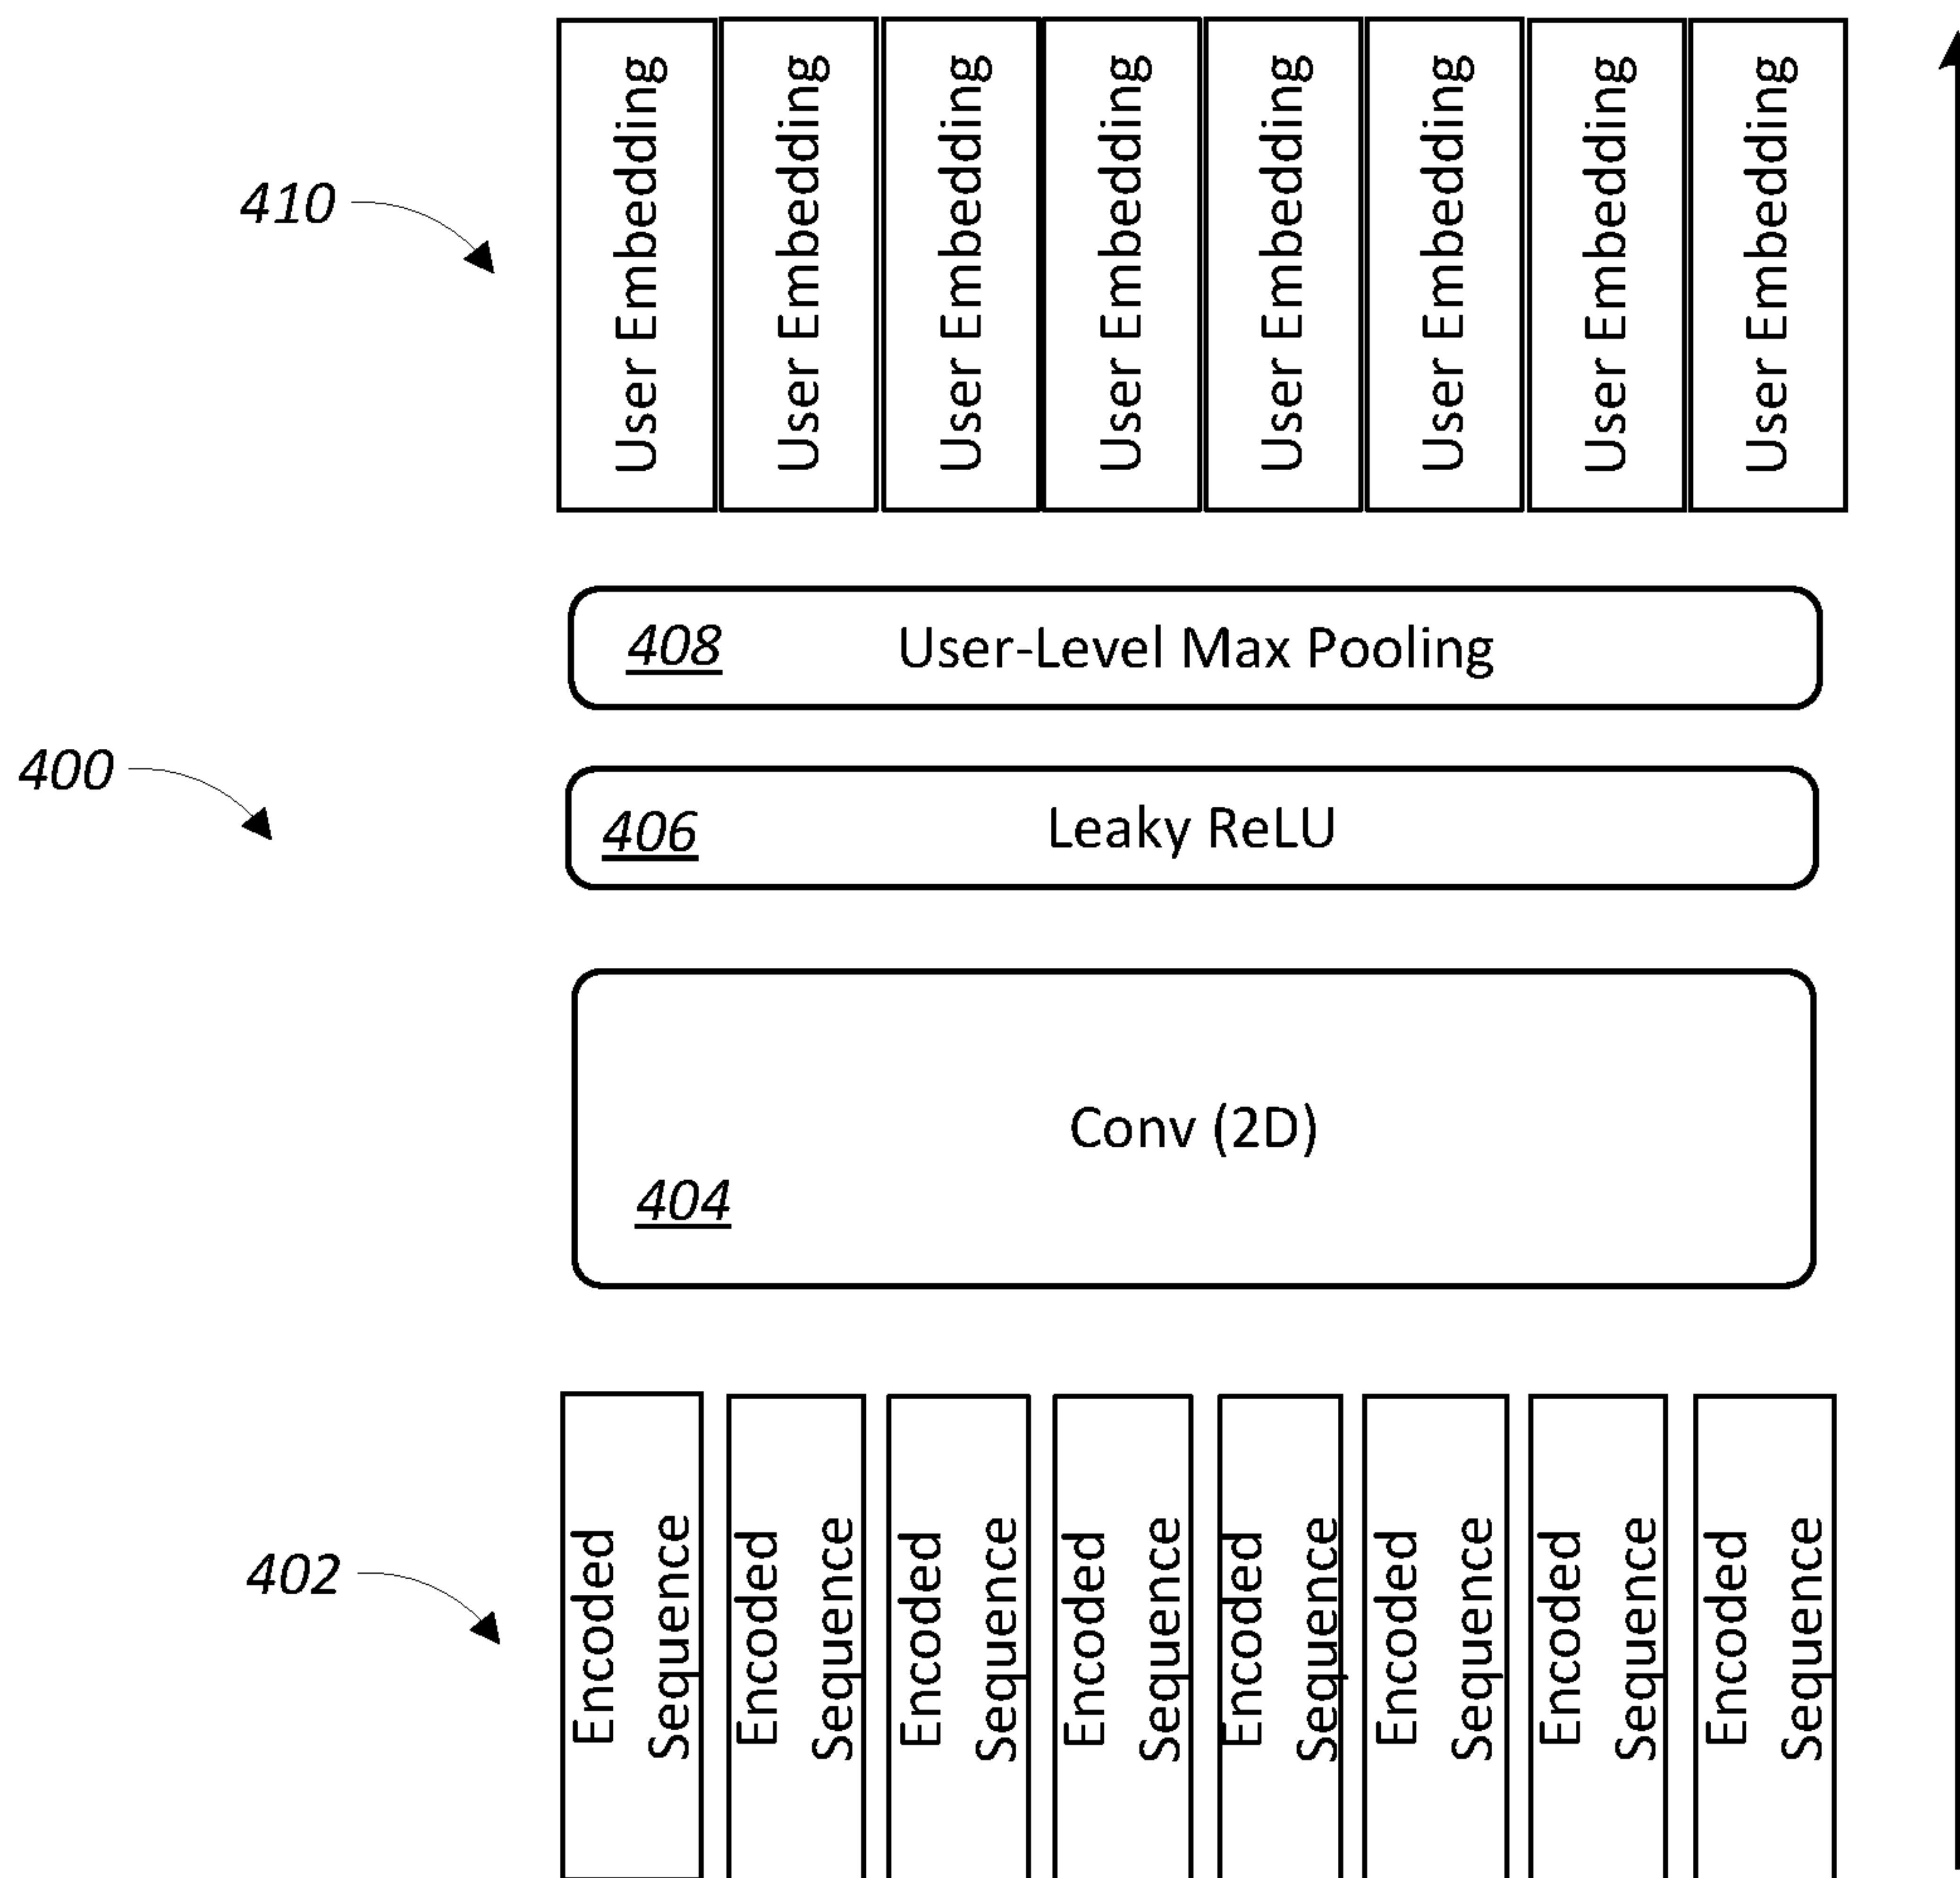 User Embedding
User Embedding
User Embedding
User Embedding
User Embedding
User Embedding
User Embedding
User Embedding
410
408 User-Level Max Pooling
400
406 Leaky ReLU
Conv (2D)
404
402
Encoded
Sequence
Encoded
Sequence
Encoded
Sequence
Encoded
Sequence
Encoded
Sequence
Encoded
Sequence
Encoded
Sequence
Encoded
Sequence